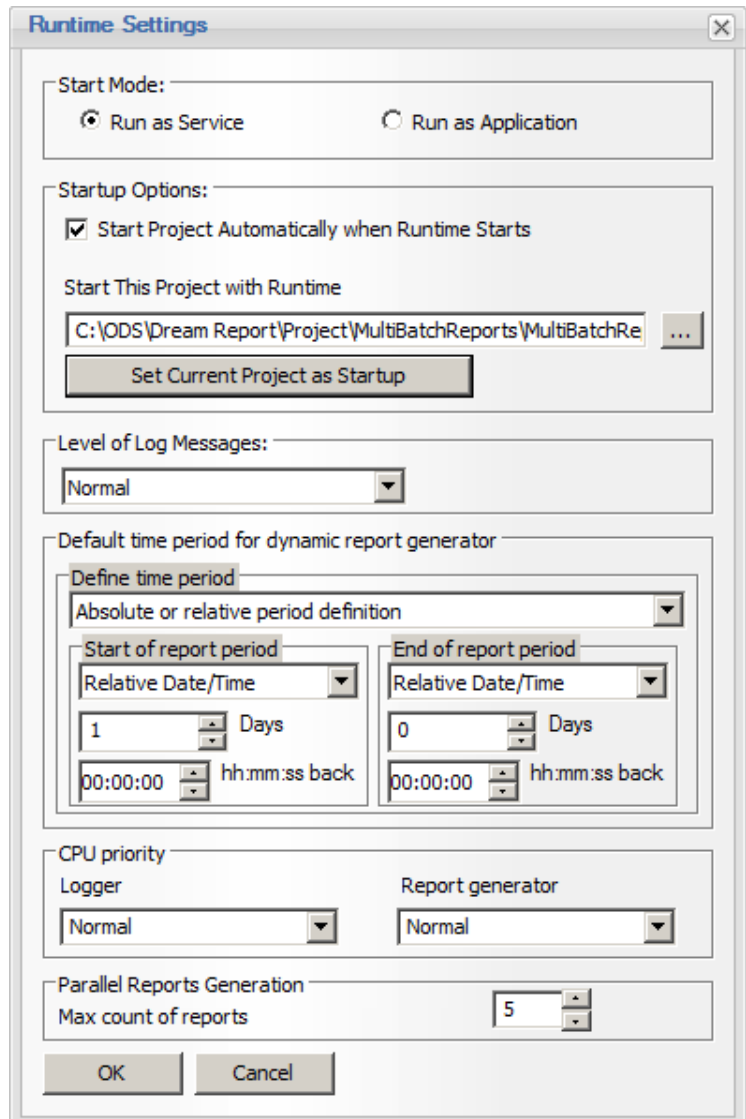 Runtime Settings
Start Mode:
Run as Service
Run as Application
Startup Options:
Start Project Automatically when Runtime Starts
Start This Project with Runtime
C:\ODS\Dream Report\Project\MultiBatchReports\MultiBatchRe
...
Set Current Project as Startup
Level of Log Messages:
Normal
Default time period for dynamic report generator
Define time period
Absolute or relative period definition
Start of report period
Relative Date/Time
1 Days
00:00:00 hh:mm:ss back
End of report period
Relative Date/Time
0 Days
00:00:00 hh:mm:ss back
CPU priority
Logger
Normal
Report generator
Normal
Parallel Reports Generation
Max count of reports 5
OK
Cancel